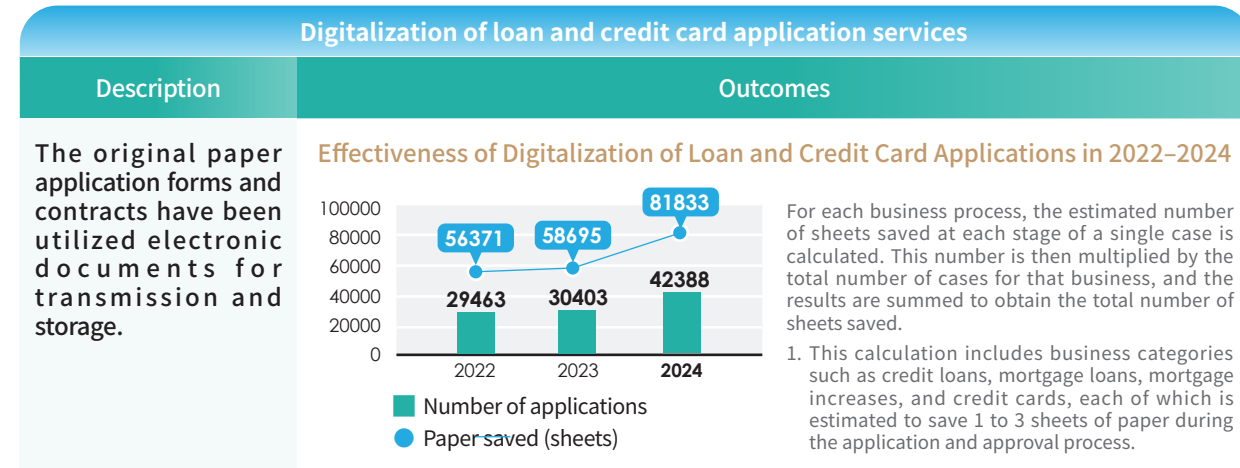 Digitalization of loan and credit card application services
Description
Outcomes
The original paper
application forms and
contracts have been
utilized electronic
documents for
transmission and
storage.
Effectiveness of Digitalization of Loan and Credit Card Applications in 2022–2024
100000
80000
60000
40000
20000
0
56371
58695
81833
29463
30403
42388
2022
2023
2024
Number of applications
Paper saved (sheets)
For each business process, the estimated number
of sheets saved at each stage of a single case is
calculated. This number is then multiplied by the
total number of cases for that business, and the
results are summed to obtain the total number of
sheets saved.
1. This calculation includes business categories
such as credit loans, mortgage loans, mortgage
increases, and credit cards, each of which is
estimated to save 1 to 3 sheets of paper during
the application and approval process.